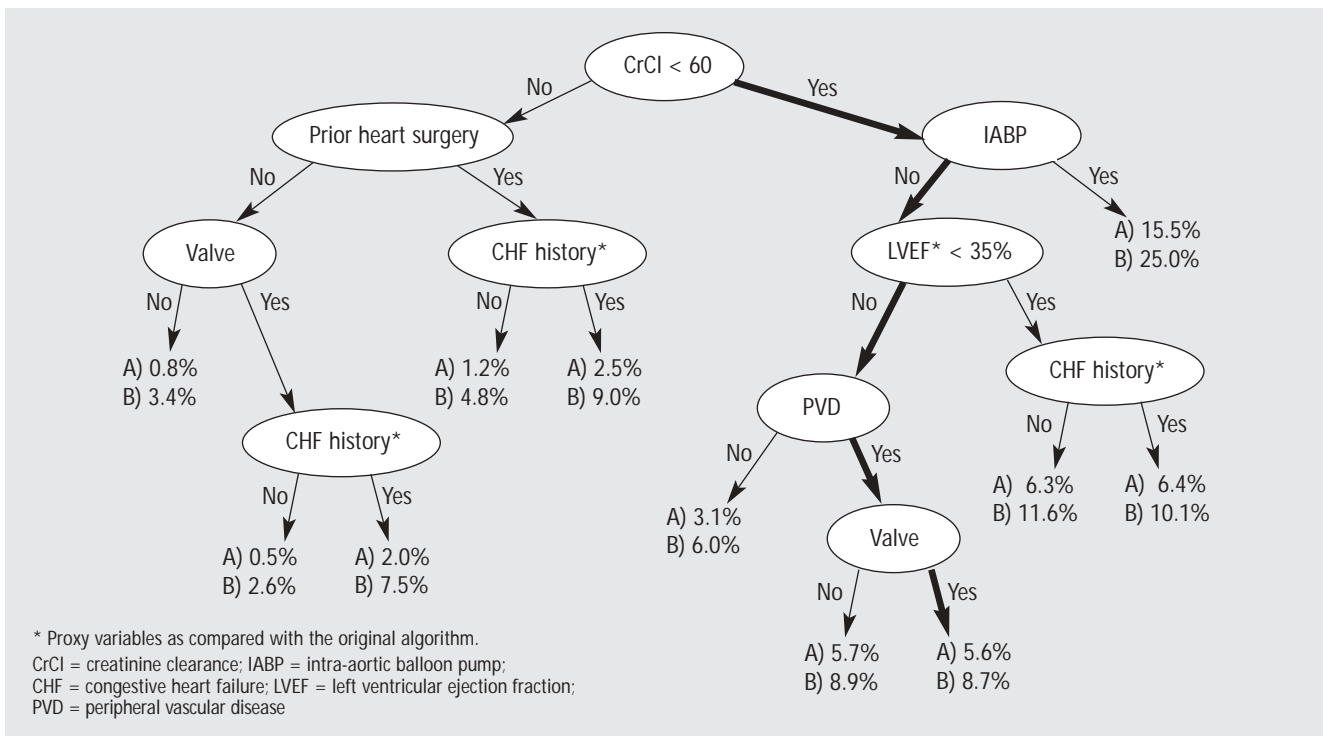 CrCl < 60
No
Yes
Prior heart surgery
IABP
No
Yes
No
Yes
Valve
CHF history*
LVEF* < 35%
A) 15.5%
B) 25.0%
No
Yes
No
Yes
No
Yes
A) 0.8%
B) 3.4%
A) 1.2%
B) 4.8%
A) 2.5%
B) 9.0%
PVD
CHF history*
CHF history*
No
Yes
No
Yes
No
Yes
A) 3.1%
B) 6.0%
Valve
A) 6.3%
B) 11.6%
A) 6.4%
B) 10.1%
A) 0.5%
B) 2.6%
A) 2.0%
B) 7.5%
No
Yes
A) 5.7%
B) 8.9%
A) 5.6%
B) 8.7%
* Proxy variables as compared with the original algorithm.
CrCl = creatinine clearance; IABP = intra-aortic balloon pump;
CHF = congestive heart failure; LVEF = left ventricular ejection fraction;
PVD = peripheral vascular disease